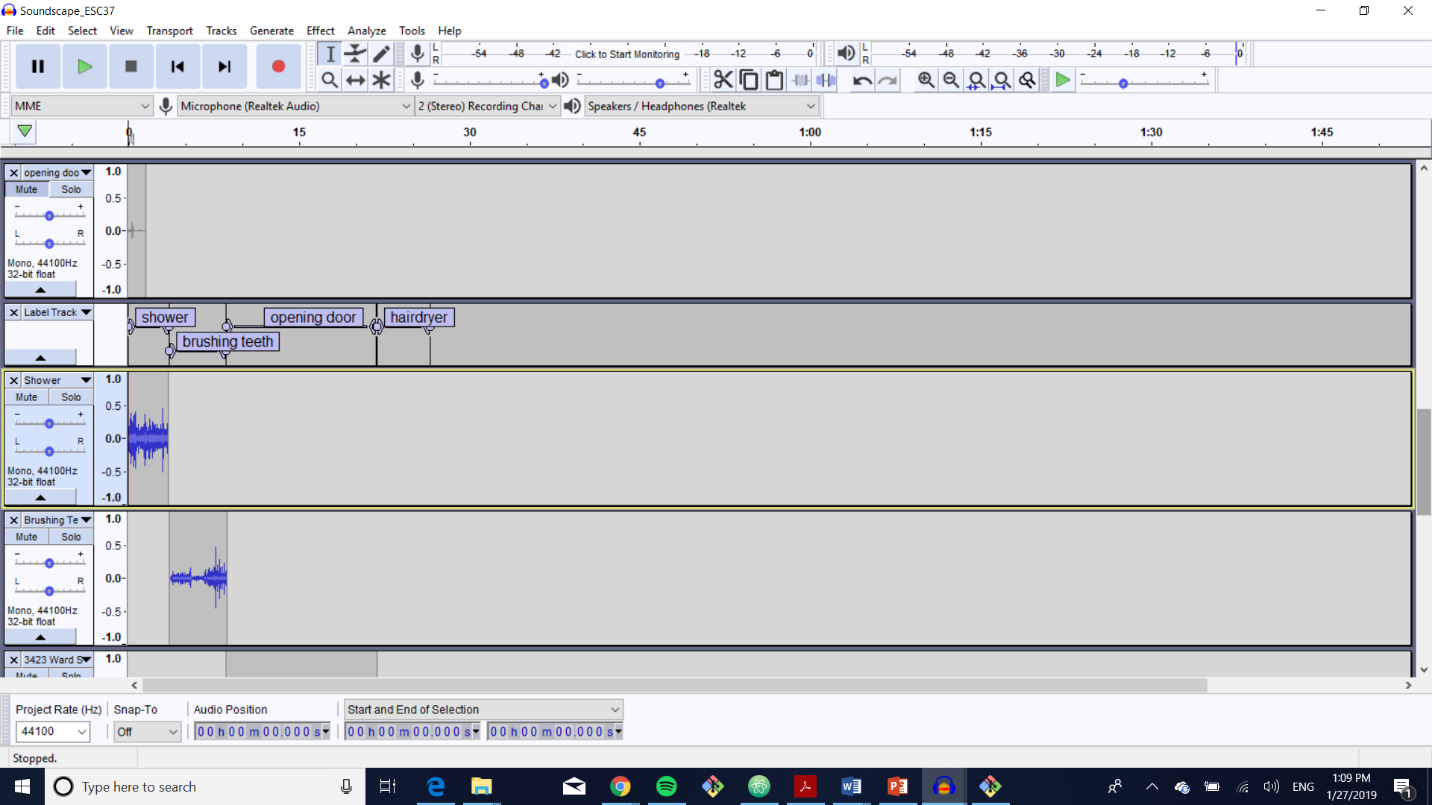 Soundscape_ESC37
File Edit Select View Transport Tracks Generate Effect Analyze Tools Help
L R -54 -48 -42 Click to Start Monitoring -18 -12 -6 0 L R -54 -48 -42 -36 -30 -24 -18 -12 -6 0
- + - + - +
MME Microphone (Realtek Audio) 2 (Stereo) Recording Chai Speakers / Headphones (Realtek
0 15 30 45 1:00 1:15 1:30 1:45
opening doo 1.0
Mute Solo
0.5
- +
0.0
L R
Mono, 44100Hz -0.5
32-bit float
-1.0
Label Track shower opening door hairdryer
brushing teeth
Shower 1.0
Mute Solo
0.5
- +
0.0
L R
Mono, 44100Hz -0.5
32-bit float
-1.0
Brushing Te 1.0
Mute Solo
0.5
- +
0.0
L R
Mono, 44100Hz -0.5
32-bit float
-1.0
3423 Ward S 1.0
Mute Solo
Project Rate (Hz) Snap-To Audio Position Start and End of Selection
44100 Off 00 h 00 m 00.000 s 00 h 00 m 00.000 s 00 h 00 m 00.000 s
Stopped.
Type here to search ENG 1:09 PM
1/27/2019
1